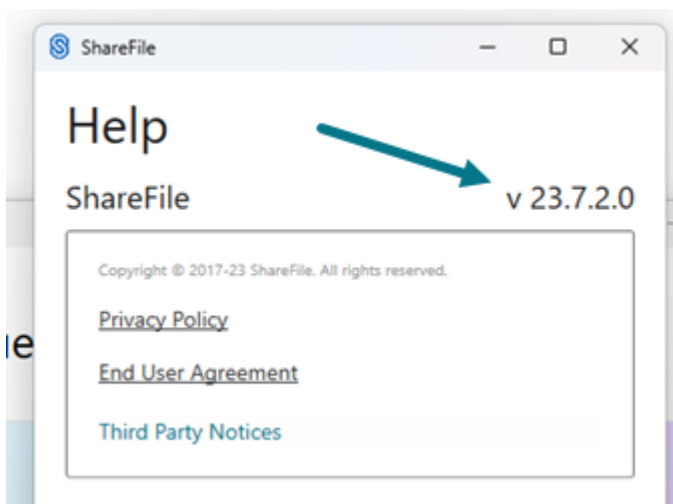 ShareFile
Help
ShareFile v 23.7.2.0
Copyright © 2017-23 ShareFile. All rights reserved.
Privacy Policy
End User Agreement
Third Party Notices